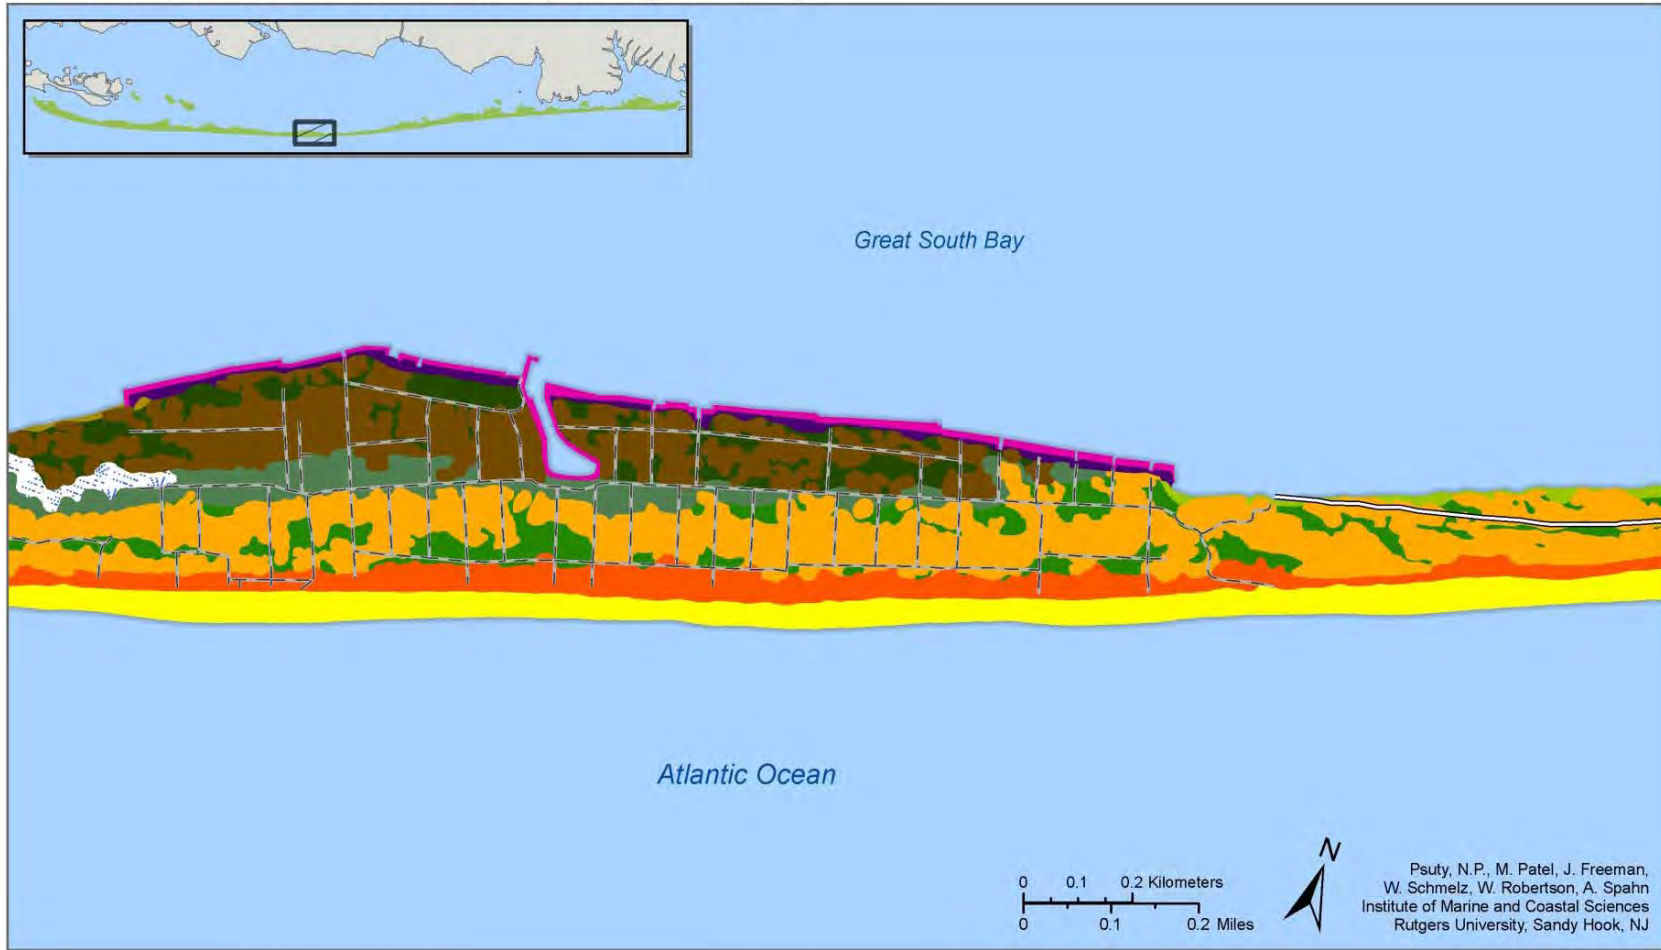 Great South Bay
Atlantic Ocean
0 0.1 0.2 Kilometers
0 0.1 0.2 Miles
N
Psuty, N.P., M. Patel, J. Freeman,
W. Schmelz, W. Robertson, A. Spahn
Institute of Marine and Coastal Sciences
Rutgers University, Sandy Hook, NJ